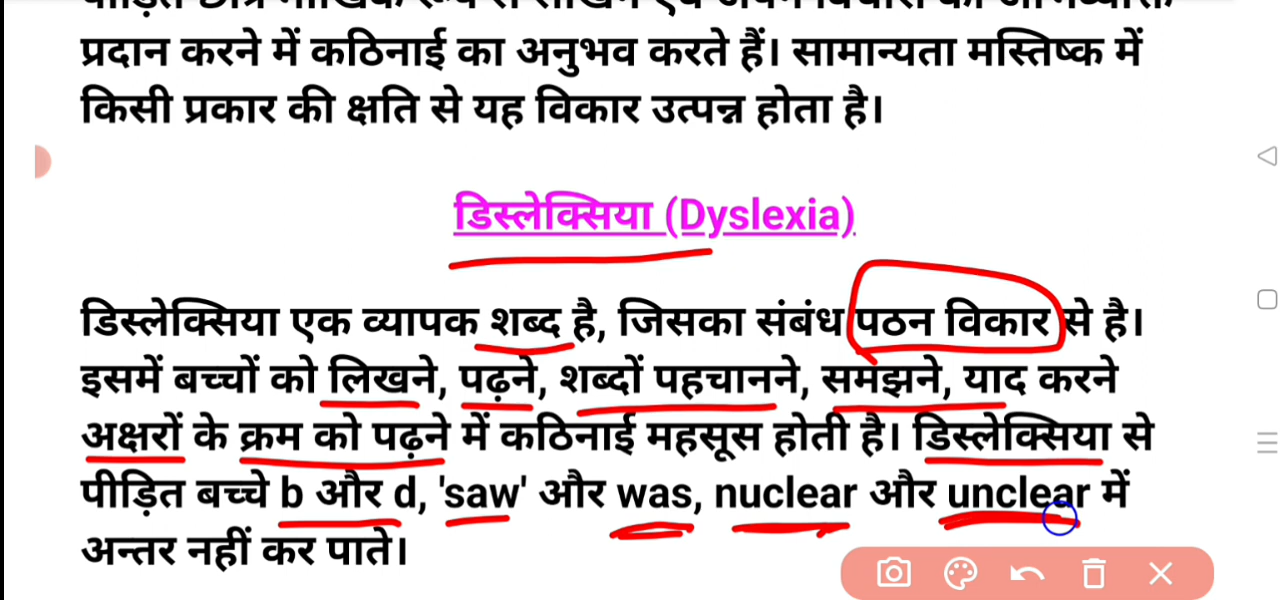 प्रदान करने में कठिनाई का अनुभव करते हैं। सामान्यता मस्तिष्क में
किसी प्रकार की क्षति से यह विकार उत्पन्न होता है।
डिस्लेक्सिया (Dyslexia)
डिस्लेक्सिया एक व्यापक शब्द है, जिसका संबंध पठन विकार से है।
इसमें बच्चों को लिखने, पढ़ने, शब्दों पहचानने, समझने, याद करने
अक्षरों के क्रम को पढ़ने में कठिनाई महसूस होती है। डिस्लेक्सिया से
पीड़ित बच्चे b और d, 'saw' और was, nuclear और unclear में
अन्तर नहीं कर पाते।